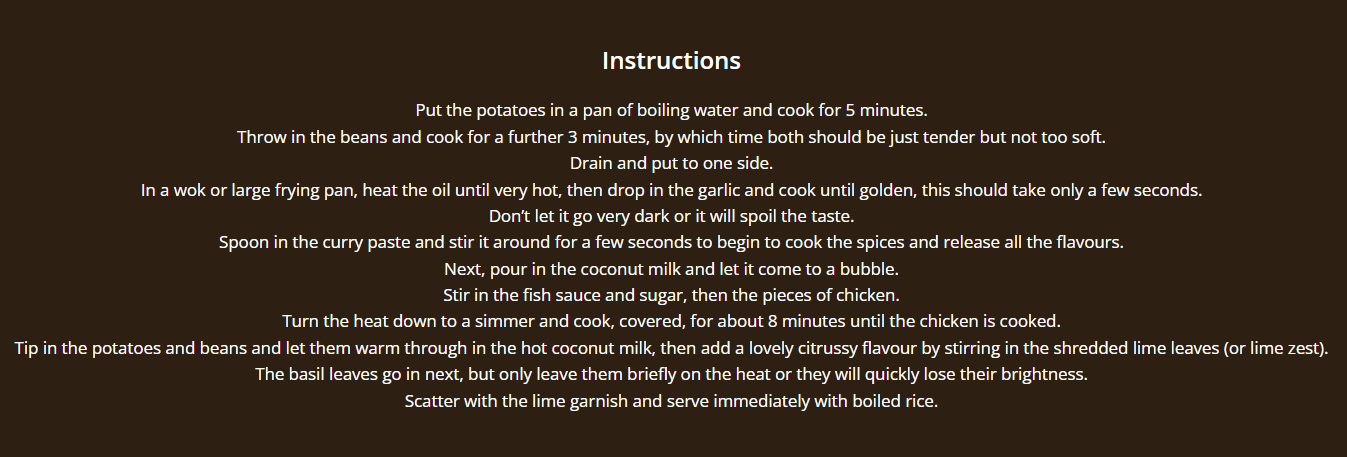 Instructions
Put the potatoes in a pan of boiling water and cook for 5 minutes.
Throw in the beans and cook for a further 3 minutes, by which time both should be just tender but not too soft.
Drain and put to one side.
In a wok or large frying pan, heat the oil until very hot, then drop in the garlic and cook until golden, this should take only a few seconds.
Don’t let it go very dark or it will spoil the taste.
Spoon in the curry paste and stir it around for a few seconds to begin to cook the spices and release all the flavours.
Next, pour in the coconut milk and let it come to a bubble.
Stir in the fish sauce and sugar, then the pieces of chicken.
Turn the heat down to a simmer and cook, covered, for about 8 minutes until the chicken is cooked.
Tip in the potatoes and beans and let them warm through in the hot coconut milk, then add a lovely citrussy flavour by stirring in the shredded lime leaves (or lime zest).
The basil leaves go in next, but only leave them briefly on the heat or they will quickly lose their brightness.
Scatter with the lime garnish and serve immediately with boiled rice.